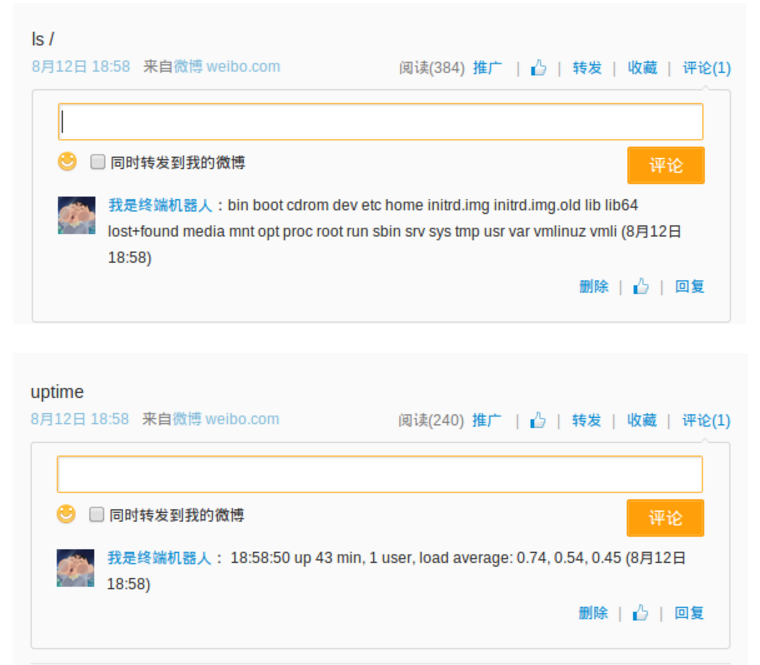 ls /
8月12日 18:58 来自微博 weibo.com 阅读(384) 推广 | | 转发 | 收藏 | 评论(1)
同时转发到我的微博 评论
我是终端机器人：bin boot cdrom dev etc home initrd.img initrd.img.old lib lib64
lost+found media mnt opt proc root run sbin srv sys tmp usr var vmlinuz vmli (8月12日
18:58)
删除 | | 回复
uptime
8月12日 18:58 来自微博 weibo.com 阅读(240) 推广 | | 转发 | 收藏 | 评论(1)
同时转发到我的微博 评论
我是终端机器人： 18:58:50 up 43 min, 1 user, load average: 0.74, 0.54, 0.45 (8月12日
18:58)
删除 | | 回复